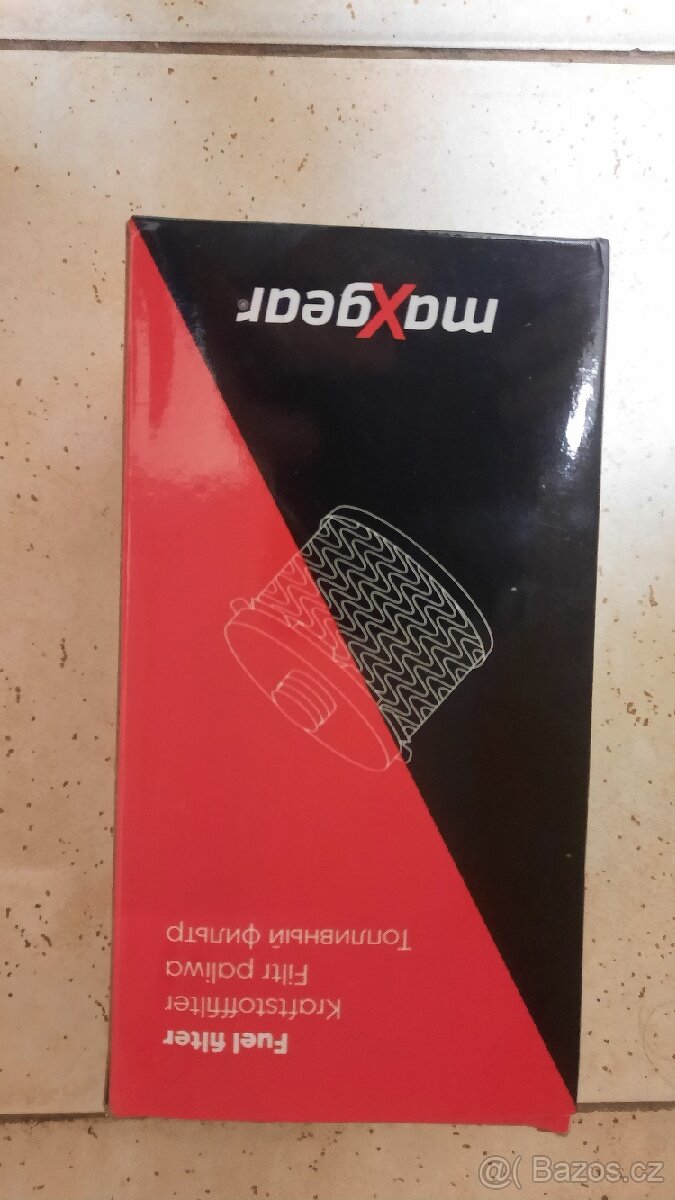 Fuel filter
Kraftstofffilter
Filtr paliwa
Топливный фильтр
maXgear®
@( Bazos.cz